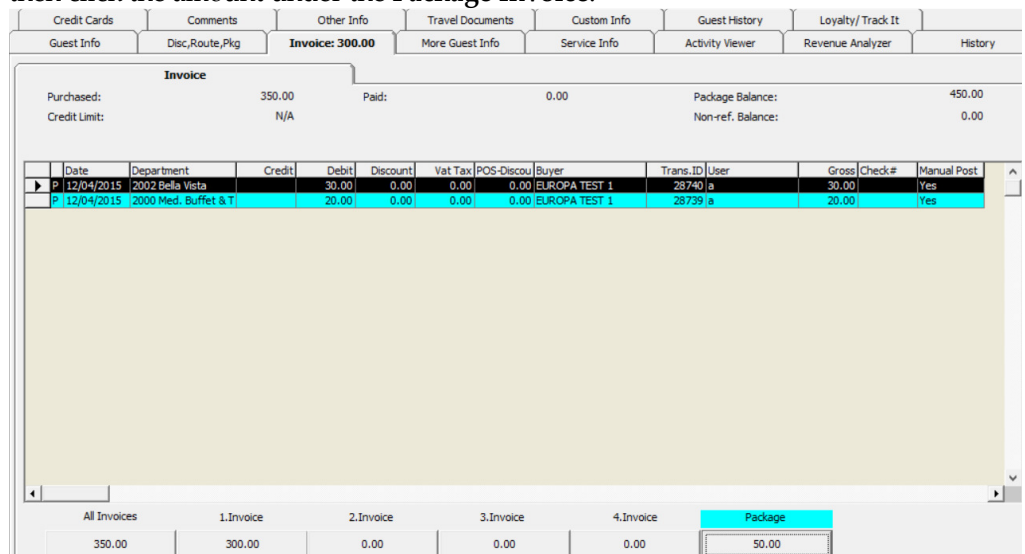 then click the amount under the Package Invoice.
Credit Cards Comments Other Info Travel Documents Custom Info Guest History Loyalty/ Track It
Guest Info Disc,Route,Pkg Invoice: 300.00 More Guest Info Service Info Activity Viewer Revenue Analyzer History
Invoice
Purchased: 350.00 Paid: 0.00 Package Balance: 450.00
Credit Limit: N/A Non-ref. Balance: 0.00
Date Department Credit Debit Discount Vat Tax POS-Discou Buyer Trans.ID User Gross Check# Manual Post
P 12/04/2015 2002 Bella Vista 30.00 0.00 0.00 0.00 EUROPA TEST 1 28740 a 30.00 Yes
P 12/04/2015 2000 Med. Buffet & T 20.00 0.00 0.00 0.00 EUROPA TEST 1 28739 a 20.00 Yes
All Invoices 1.Invoice 2.Invoice 3.Invoice 4.Invoice Package
350.00 300.00 0.00 0.00 0.00 50.00